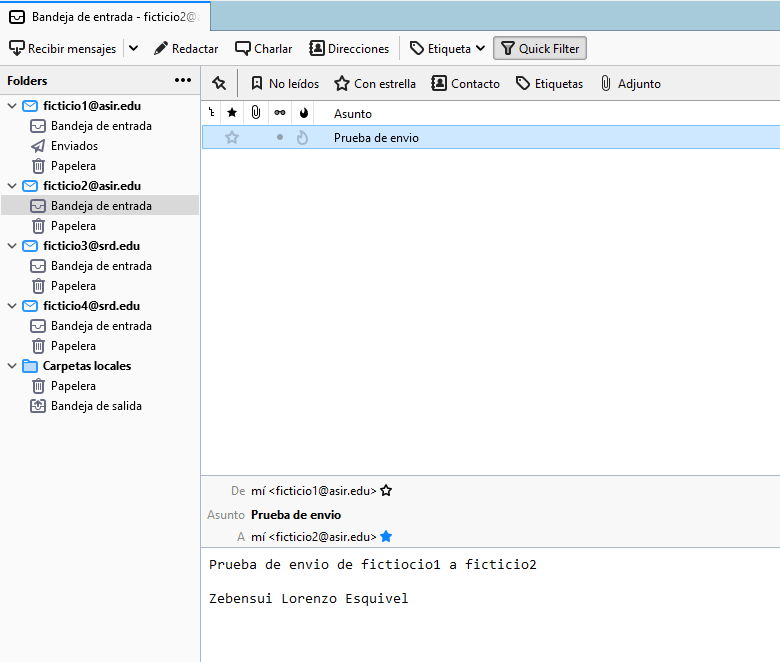 Bandeja de entrada - ficticio2@
Recibir mensajes Redactar Charlar Direcciones Etiqueta Quick Filter
Folders
ficticio1@asir.edu
Bandeja de entrada
Enviados
Papelera
ficticio2@asir.edu
Bandeja de entrada
Papelera
ficticio3@srd.edu
Bandeja de entrada
Papelera
ficticio4@srd.edu
Bandeja de entrada
Papelera
Carpetas locales
Papelera
Bandeja de salida
No leídos Con estrella Contacto Etiquetas Adjunto
Asunto
Prueba de envio
De mí <ficticio1@asir.edu>
Asunto Prueba de envio
A mí <ficticio2@asir.edu>
Prueba de envio de fictiocio1 a ficticio2
Zebensui Lorenzo Esquivel